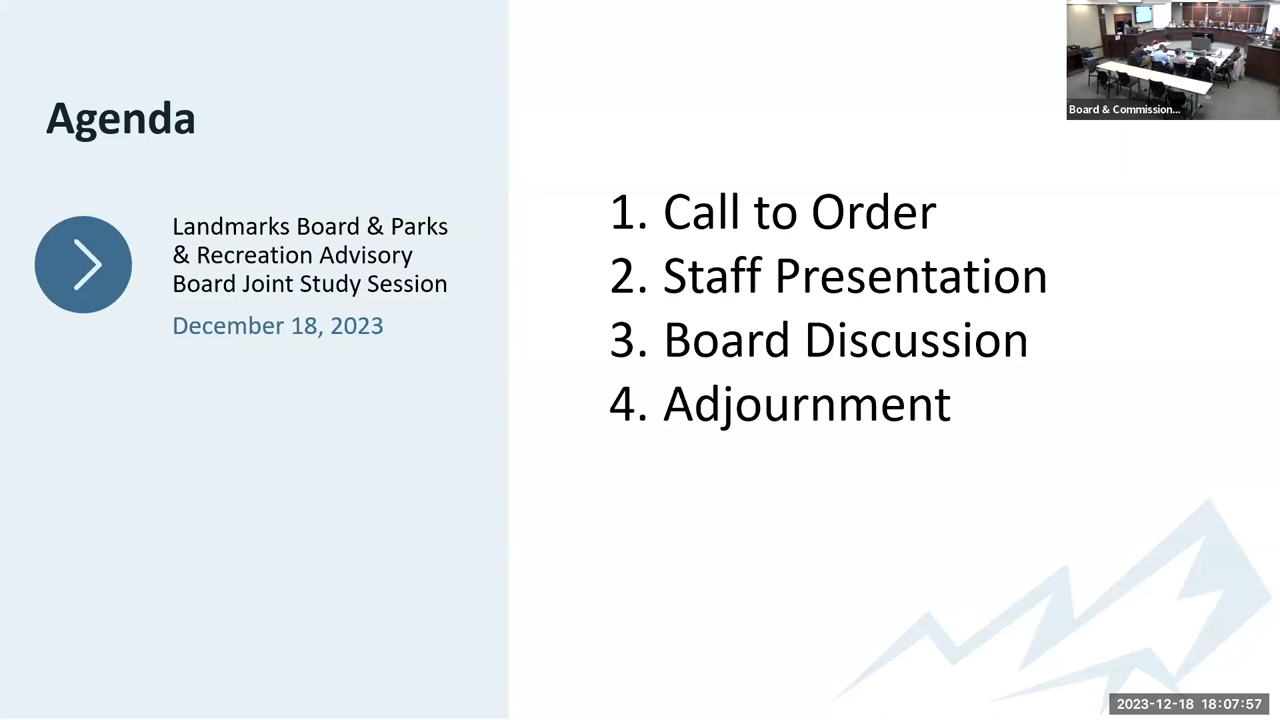 Agenda
Landmarks Board & Parks
& Recreation Advisory
Board Joint Study Session
December 18, 2023
1. Call to Order
2. Staff Presentation
3. Board Discussion
4. Adjournment
Board & Commission...
2023-12-18 18:07:57